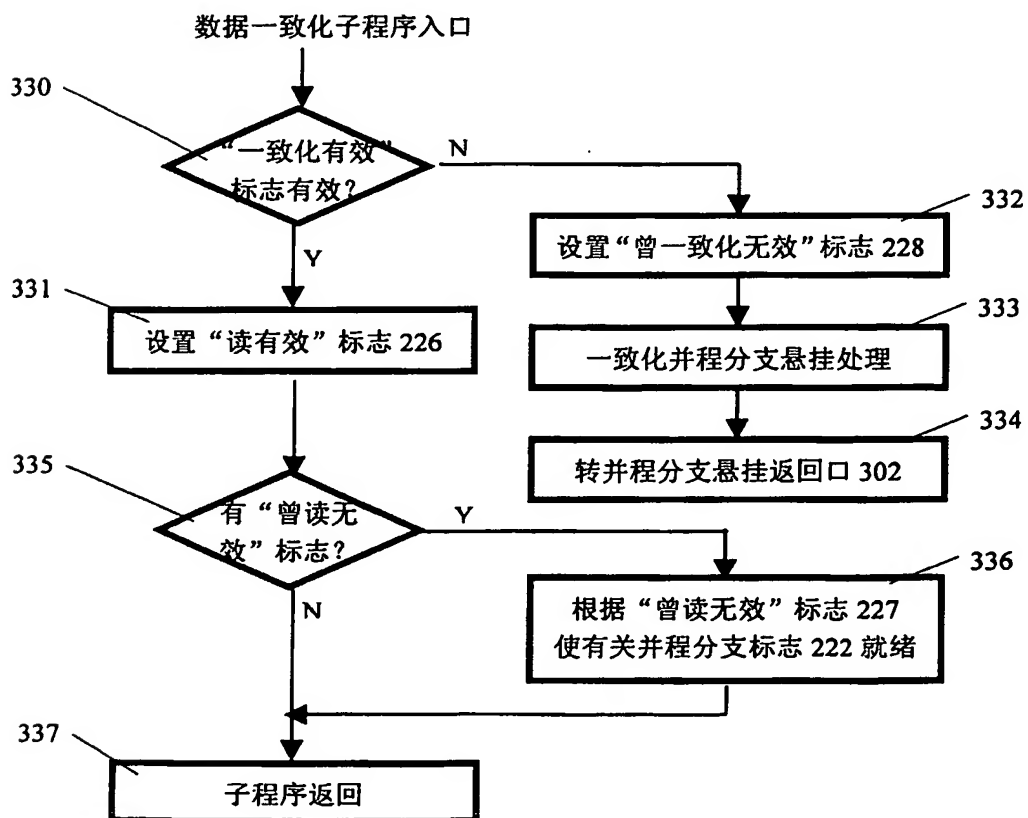 数据一致化子程序入口
330
“一致化有效”
标志有效？
N
Y
332
设置“曾一致化无效”标志 228
331
设置“读有效”标志 226
333
一致化并程分支悬挂处理
334
转并程分支悬挂返回口 302
335
有“曾读无
效”标志？
Y
N
336
根据“曾读无效”标志 227
使有关并程分支标志 222 就绪
337
子程序返回